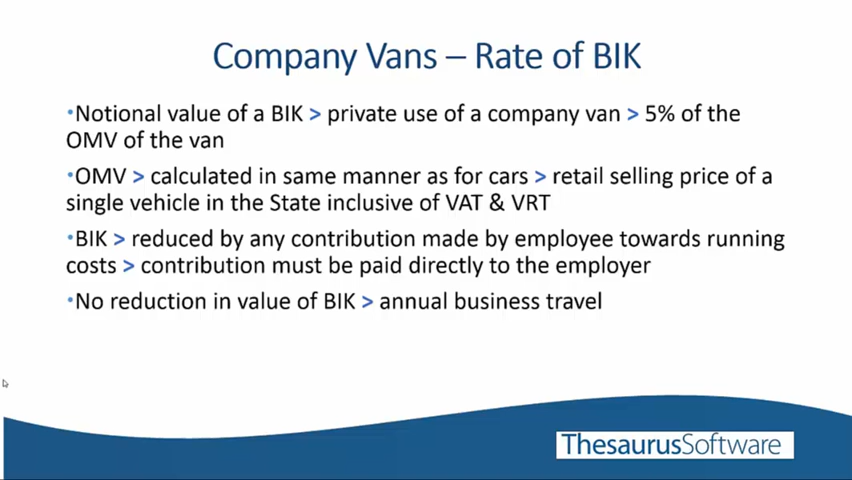 Company Vans – Rate of BIK
•Notional value of a BIK > private use of a company van > 5% of the
OMV of the van
•OMV > calculated in same manner as for cars > retail selling price of a
single vehicle in the State inclusive of VAT & VRT
•BIK > reduced by any contribution made by employee towards running
costs > contribution must be paid directly to the employer
•No reduction in value of BIK > annual business travel
ThesaurusSoftware